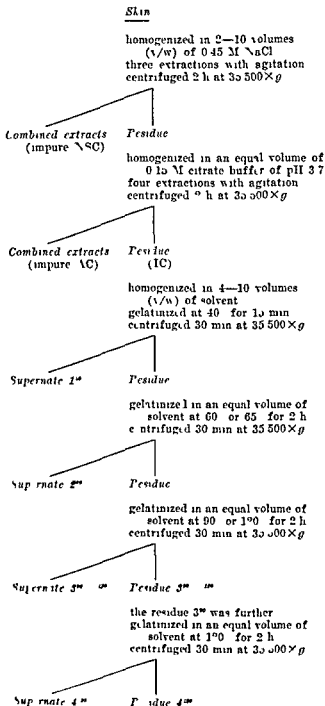 Skin
homogenized in 2—10 volumes
(v/w) of 0 45 M NaCl
three extractions with agitation
centrifuged 2 h at 35 500×g
Combined extracts Residue
(impure NSC)
homogenized in an equal volume of
0 15 M citrate buffer of pH 3 7
four extractions with agitation
centrifuged h at 35 500×g
Combined extracts Residue
(impure AC) (IC)
homogenized in 4—10 volumes
(v/w) of solvent
gelatinized at 40 for 15 min
centrifuged 30 min at 35 500×g
Supernate 1 Residue
gelatinized in an equal volume of
solvent at 60 or 65 for 2 h
centrifuged 30 min at 35 500×g
Supernate 2 Residue
gelatinized in an equal volume of
solvent at 90 or for 2 h
centrifuged 30 min at 35 500×g
Supernate 3 Residue 3
the residue 3 was further
gelatinized in an equal volume of
solvent at for 2 h
centrifuged 30 min at 35 500×g
Supernate 4 Residue 4